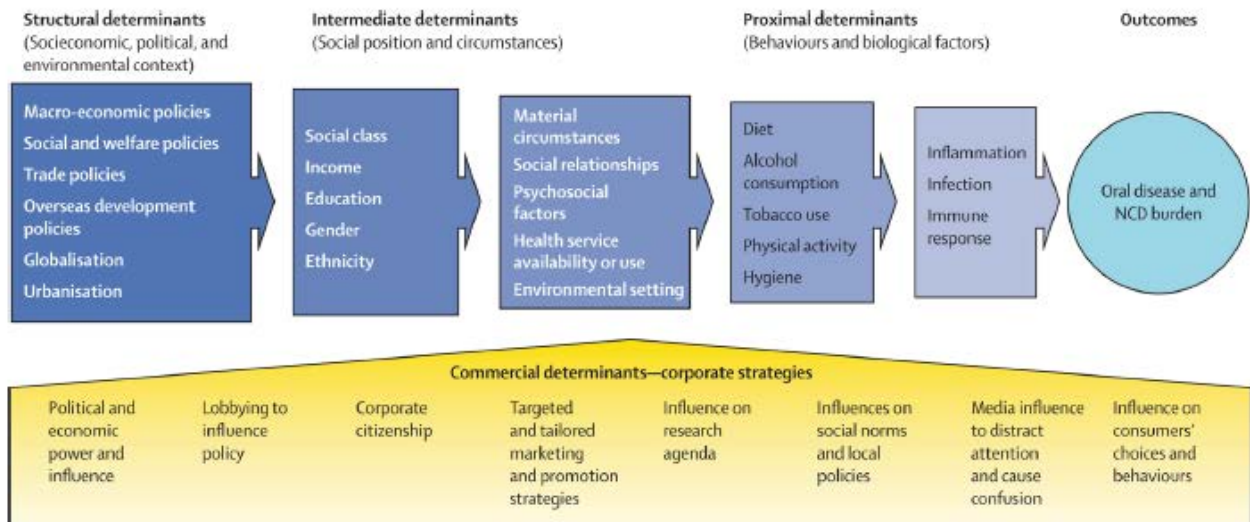 Structural determinants
(Socieconomic, political, and
environmental context)
Intermediate determinants
(Social position and circumstances)
Proximal determinants
(Behaviours and biological factors)
Outcomes
Macro-economic policies
Social and welfare policies
Trade policies
Overseas development
policies
Globalisation
Urbanisation
Social class
Income
Education
Gender
Ethnicity
Material
circumstances
Social relationships
Psychosocial
factors
Health service
availability or use
Environmental setting
Diet
Alcohol
consumption
Tobacco use
Physical activity
Hygiene
Inflammation
Infection
Immune
response
Oral disease and
NCD burden
Commercial determinants—corporate strategies
Political and
economic
power and
influence
Lobbying to
influence
policy
Corporate
citizenship
Targeted
and tailored
marketing
and promotion
strategies
Influence on
research
agenda
Influences on
social norms
and local
policies
Media influence
to distract
attention
and cause
confusion
Influence on
consumers'
choices and
behaviours